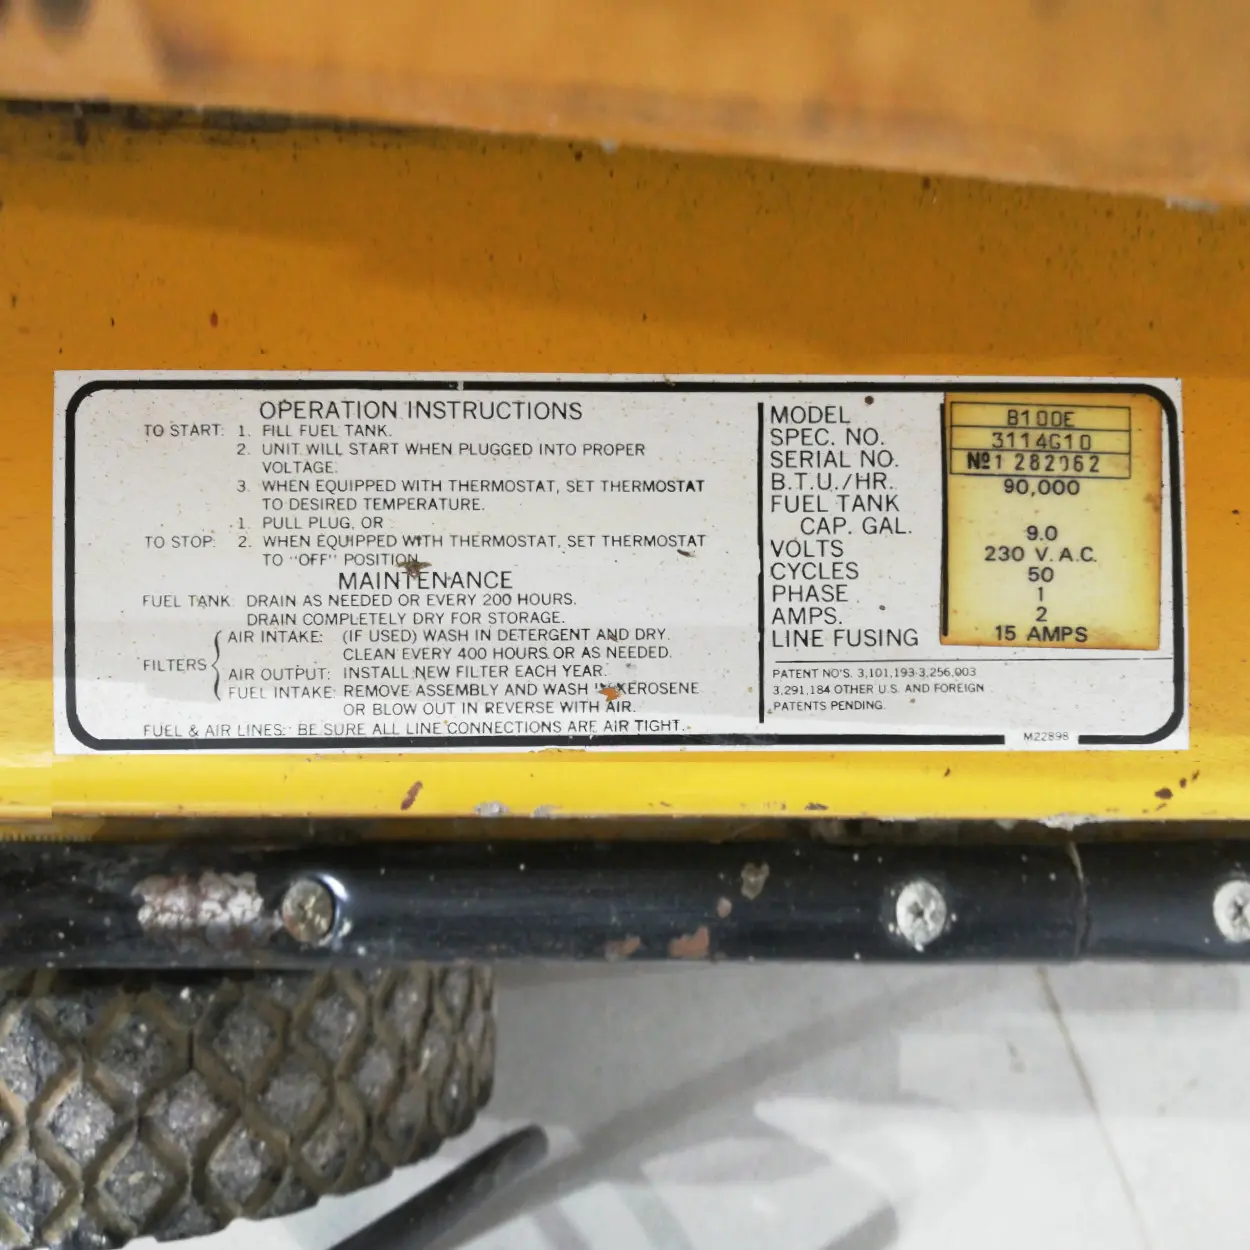 OPERATION INSTRUCTIONS
TO START: 1. FILL FUEL TANK.
2. UNIT WILL START WHEN PLUGGED INTO PROPER
VOLTAGE.
3. WHEN EQUIPPED WITH THERMOSTAT, SET THERMOSTAT
TO DESIRED TEMPERATURE.
1. PULL PLUG, OR
TO STOP: 2. WHEN EQUIPPED WITH THERMOSTAT, SET THERMOSTAT
TO "OFF" POSITION
MAINTENANCE
FUEL TANK: DRAIN AS NEEDED OR EVERY 200 HOURS.
DRAIN COMPLETELY DRY FOR STORAGE.
AIR INTAKE: (IF USED) WASH IN DETERGENT AND DRY.
CLEAN EVERY 400 HOURS OR AS NEEDED.
FILTERS
AIR OUTPUT: INSTALL NEW FILTER EACH YEAR.
FUEL INTAKE: REMOVE ASSEMBLY AND WASH KEROSENE
OR BLOW OUT IN REVERSE WITH AIR.
FUEL & AIR LINES: BE SURE ALL LINE CONNECTIONS ARE AIR TIGHT.
MODEL B100E
SPEC. NO. 3114G10
SERIAL NO. Nº1 282062
B.T.U./HR. 90,000
FUEL TANK
CAP. GAL. 9.0
VOLTS 230 V. A.C.
CYCLES 50
PHASE 1
AMPS. 2
LINE FUSING 15 AMPS
PATENT NO'S. 3,101,193 3,256,003
3,291,184 OTHER U.S. AND FOREIGN
PATENTS PENDING.
M22898